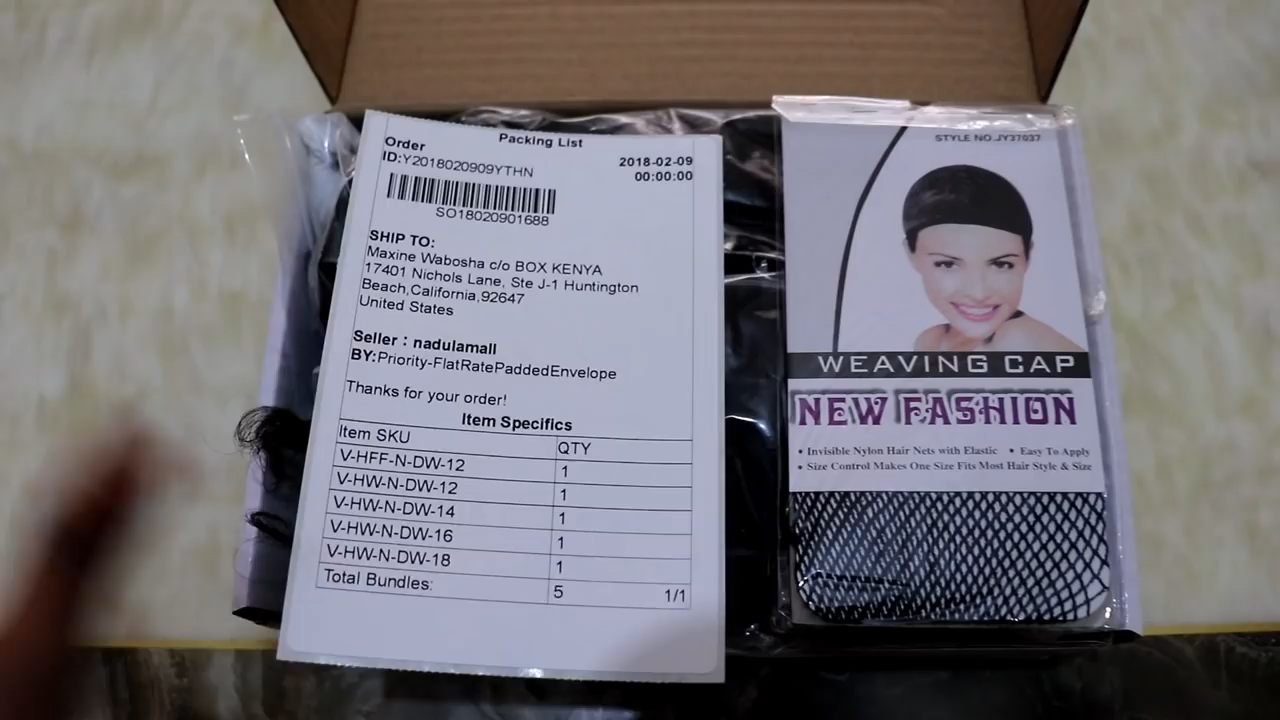 Packing List
Order
ID:Y2018020909YTHN
2018-02-09
00:00:00
SO18020901688
SHIP TO:
Maxine Wabosha c/o BOX KENYA
17401 Nichols Lane, Ste J-1 Huntington
Beach,California,92647
United States
Seller : nadulamall
BY:Priority-FlatRatePaddedEnvelope
Thanks for your order!
Item Specifics
Item SKU QTY
V-HFF-N-DW-12 1
V-HW-N-DW-12 1
V-HW-N-DW-14 1
V-HW-N-DW-16 1
V-HW-N-DW-18 1
Total Bundles: 5 1/1
STYLE NO.JY37037
WEAVING CAP
NEW FASHION
• Invisible Nylon Hair Nets with Elastic • Easy To Apply
• Size Control Makes One Size Fits Most Hair Style & Size